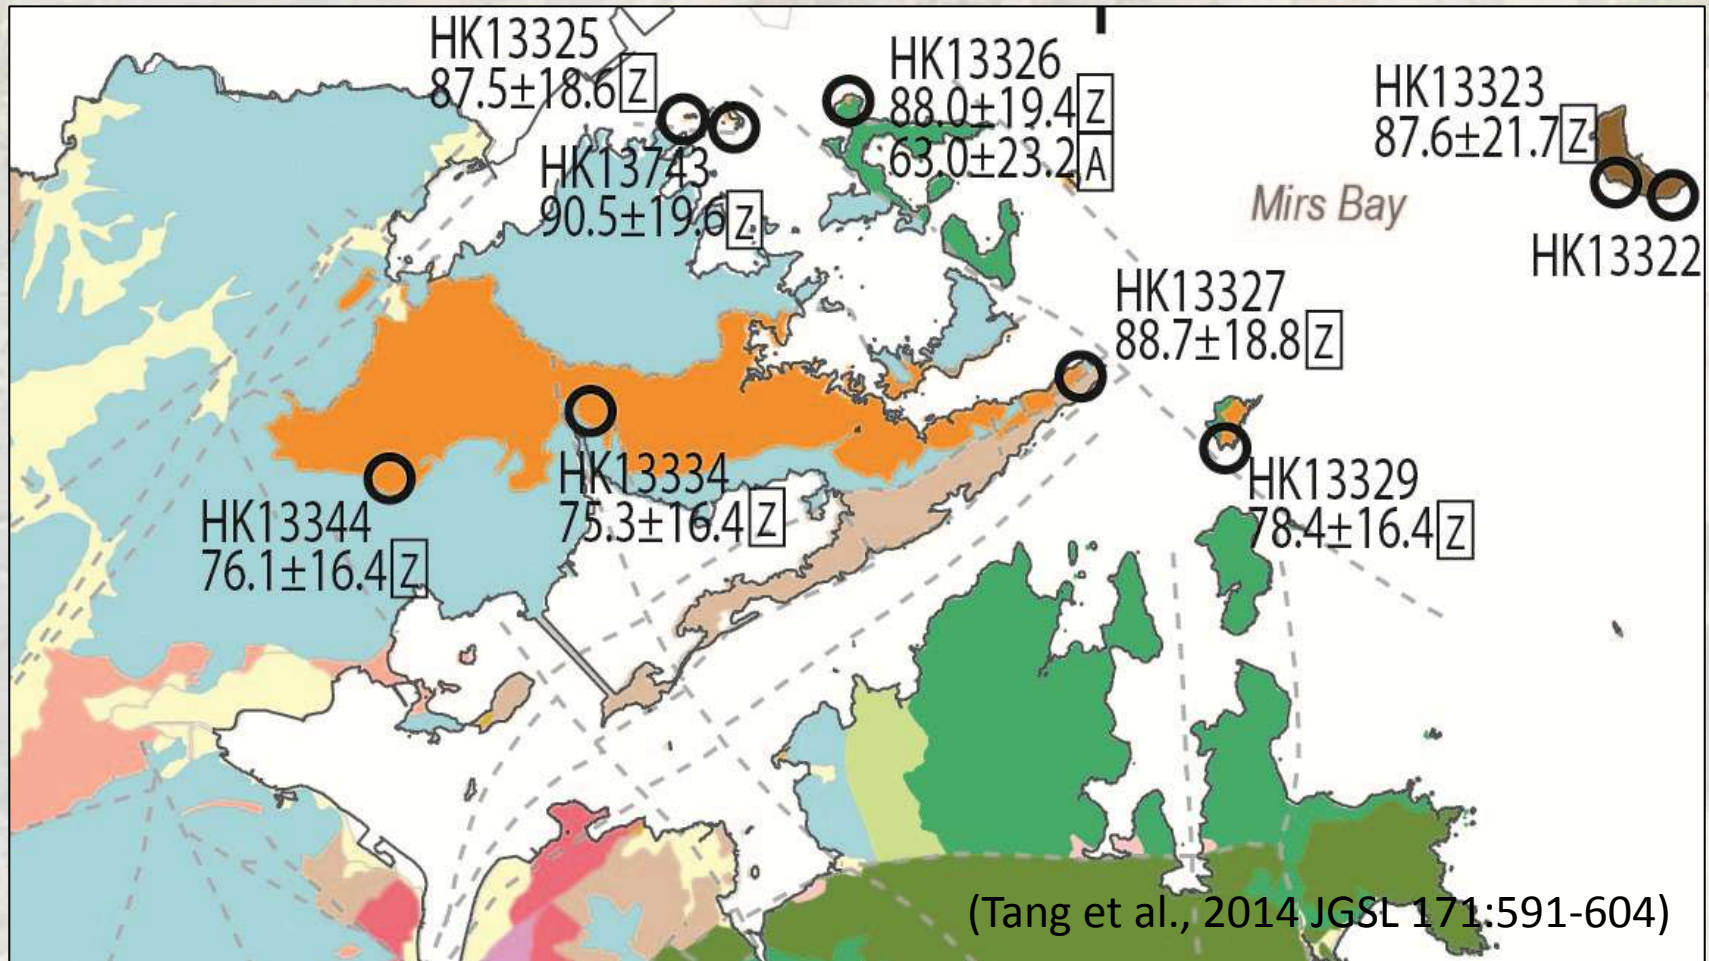 HK13325
87.5±18.6 Z
HK13743
90.5±19.6 Z
HK13326
88.0±19.4 Z
63.0±23.2 A
HK13323
87.6±21.7 Z
Mirs Bay
HK13322
HK13327
88.7±18.8 Z
HK13334
75.3±16.4 Z
HK13344
76.1±16.4 Z
HK13329
78.4±16.4 Z
(Tang et al., 2014 JGSL 171:591-604)